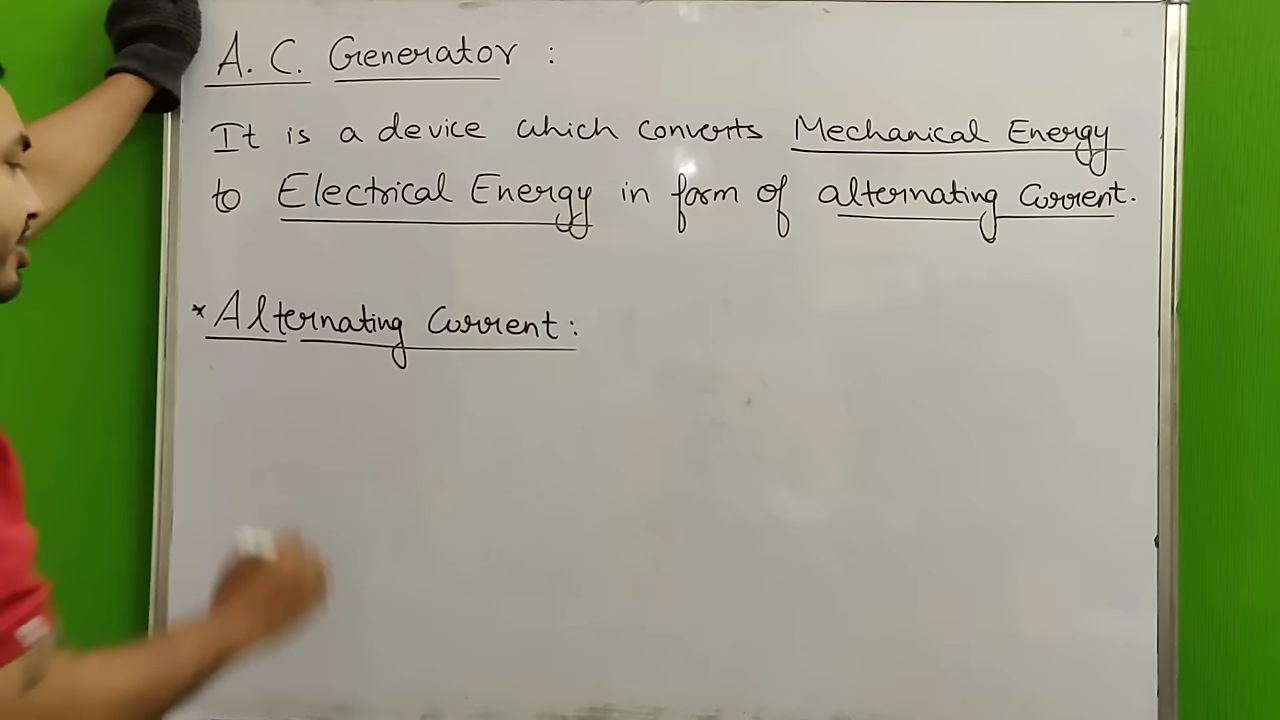 A. C. Generator :
It is a device which converts Mechanical Energy
to Electrical Energy in form of alternating Current.
* Alternating Current :